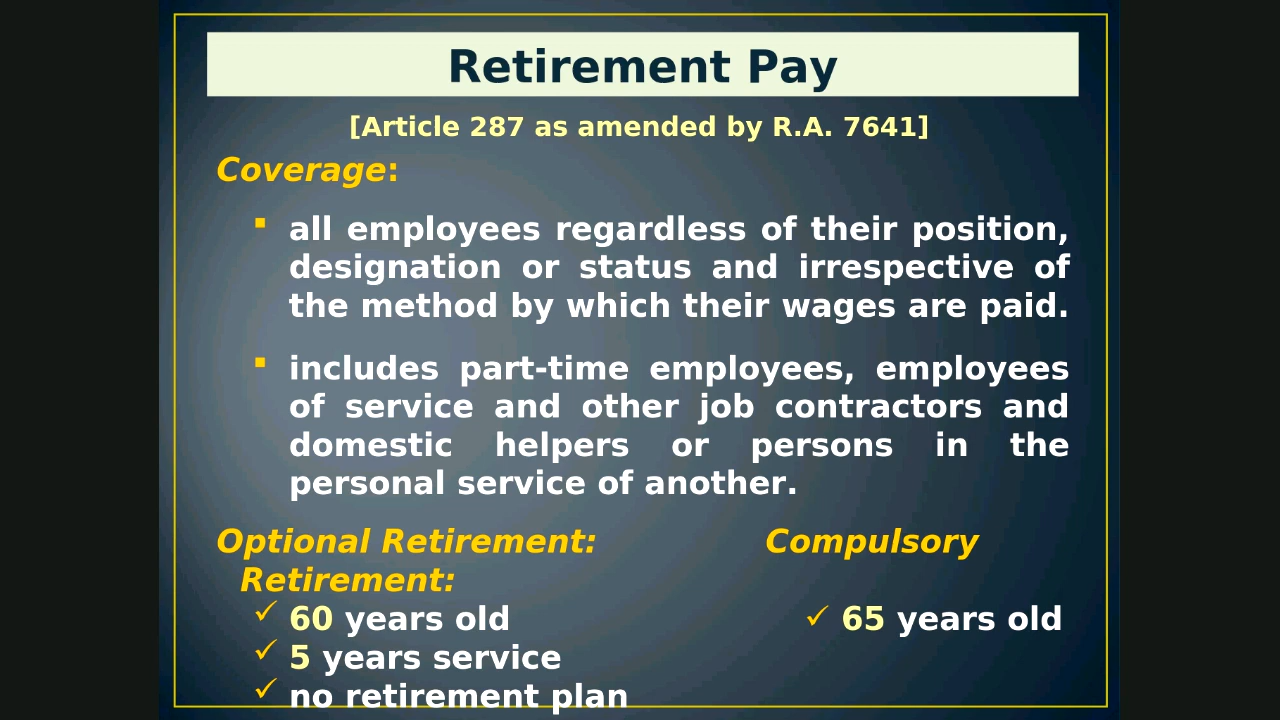 Retirement Pay
[Article 287 as amended by R.A. 7641]
Coverage:
▪ all employees regardless of their position,
designation or status and irrespective of
the method by which their wages are paid.
▪ includes part-time employees, employees
of service and other job contractors and
domestic helpers or persons in the
personal service of another.
Optional Retirement: Compulsory
Retirement:
✓ 60 years old ✓ 65 years old
✓ 5 years service
✓ no retirement plan